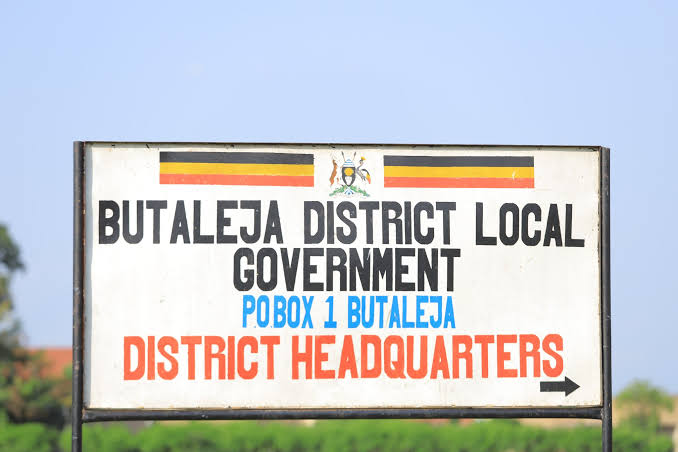 BUTALEJA DISTRICT LOCAL
GOVERNMENT
P.O BOX 1 BUTALEJA
DISTRICT HEADQUARTERS